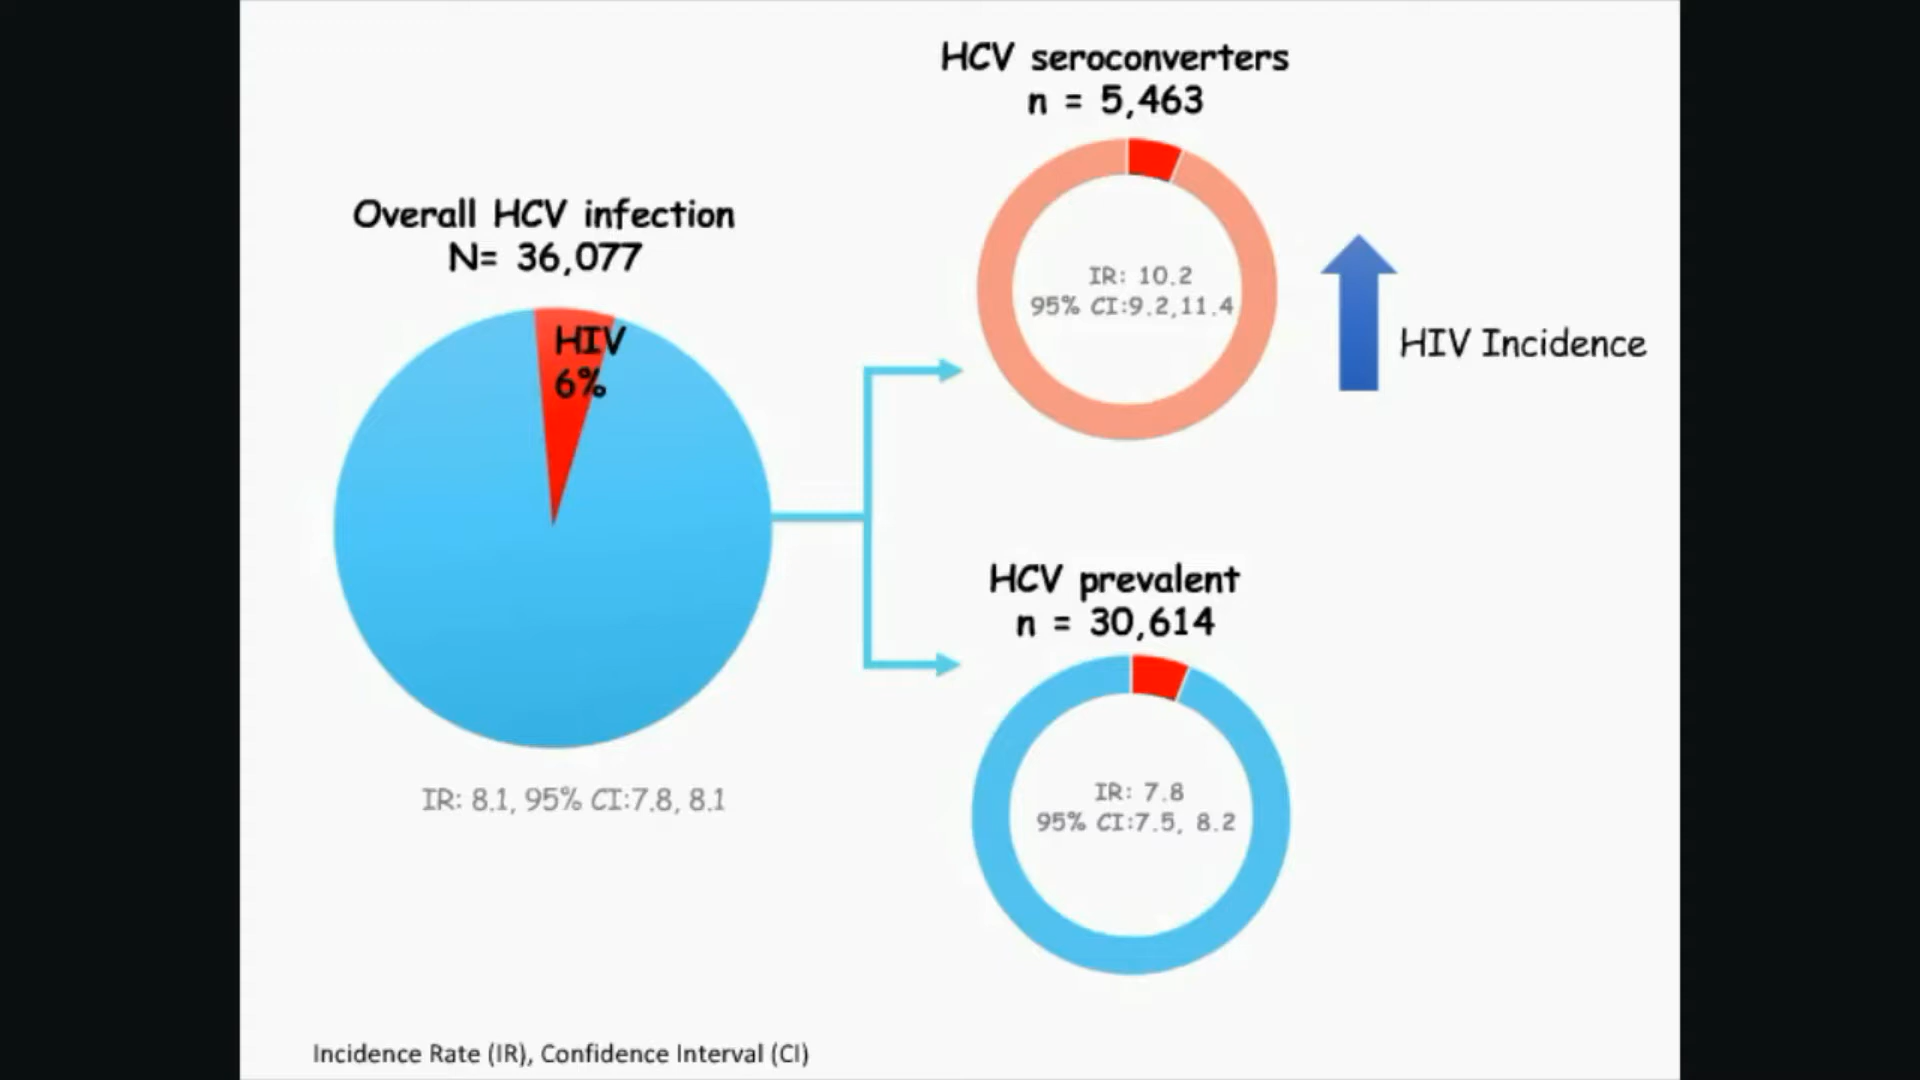 Overall HCV infection
N= 36,077
HIV
6%
IR: 8.1, 95% CI:7.8, 8.1
HCV seroconverters
n = 5,463
IR: 10.2
95% CI:9.2,11.4
HIV Incidence
HCV prevalent
n = 30,614
IR: 7.8
95% CI:7.5, 8.2
Incidence Rate (IR), Confidence Interval (CI)